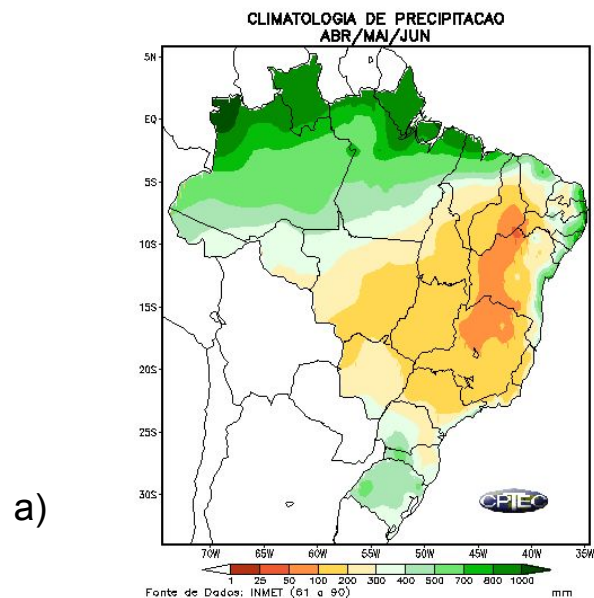 CLIMATOLOGIA DE PRECIPITACAO
ABR/MAI/JUN
5N
EQ
5S
10S
15S
20S
25S
30S
a)
CPTEC
70W 65W 60W 55W 50W 45W 40W 35W
1 25 50 100 200 300 400 500 700 800 1000
Fonte de Dados: INMET (61 a 90) mm